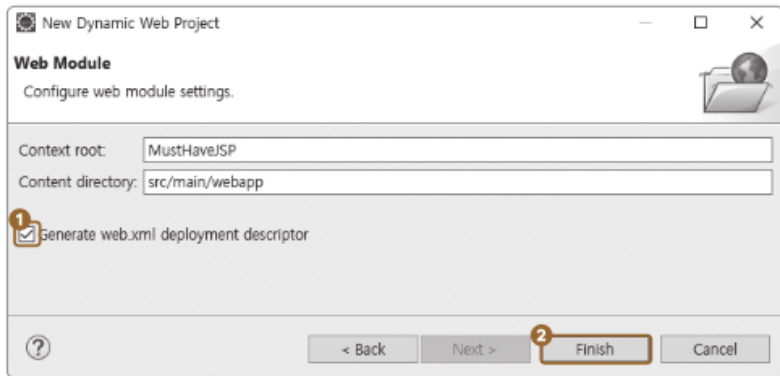 New Dynamic Web Project
Web Module
Configure web module settings.
Context root: MustHaveJSP
Content directory: src/main/webapp
1
Generate web.xml deployment descriptor
2
? < Back Next > Finish Cancel